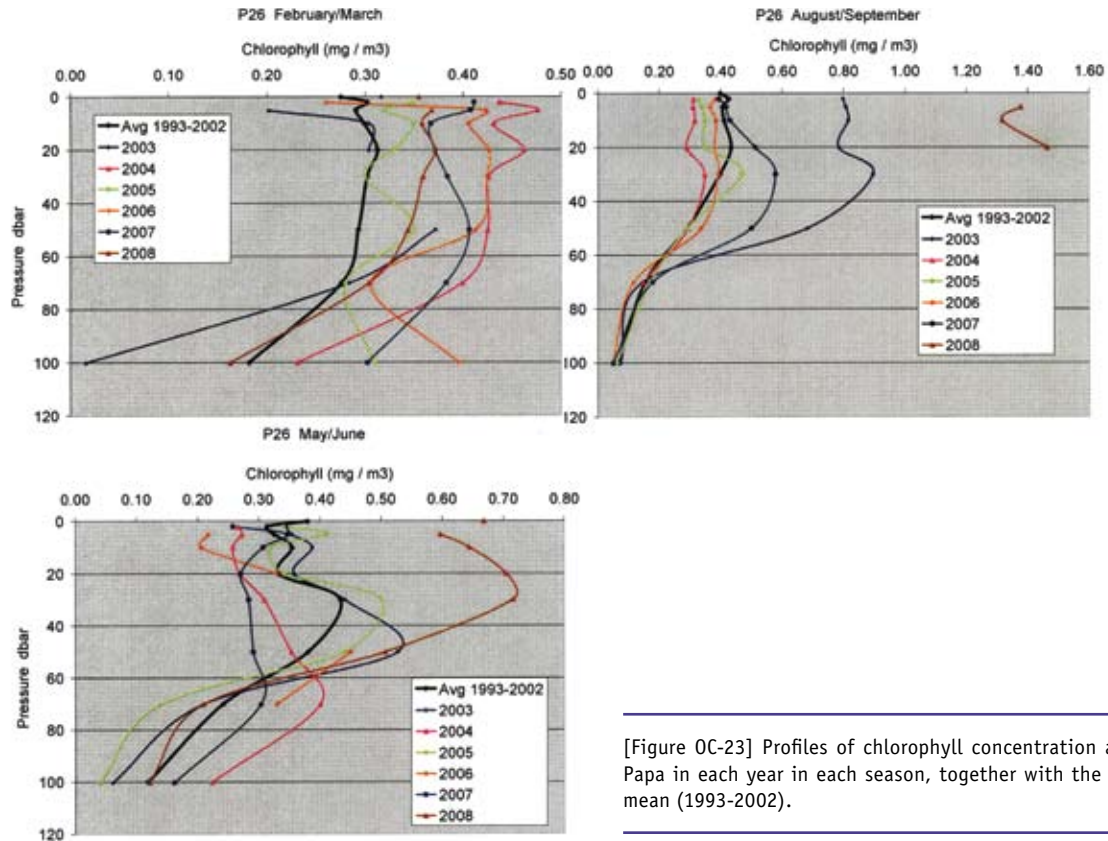 P26 February/March
Chlorophyll (mg / m3)
0.00 0.20 0.30 0.40 0.50
0
20
40
60
80
100
120
Pressure dbar
Avg 1993-2002
2003
2004
2005
2006
2007
2008
P26 August/September
Chlorophyll (mg / m3)
0.00 0.20 0.40 0.60 0.80 1.00 1.20 1.40 1.60
0
20
40
60
80
100
120
Avg 1993-2002
2003
2004
2005
2006
2007
2008
P26 May/June
Chlorophyll (mg / m3)
0.00 0.20 0.30 0.40 0.50 0.60 0.70 0.80
0
20
40
60
80
100
120
Pressure dbar
Avg 1993-2002
2003
2004
2005
2006
2007
2008
[Figure OC-23] Profiles of chlorophyll concentration a
Papa in each year in each season, together with the
mean (1993-2002).